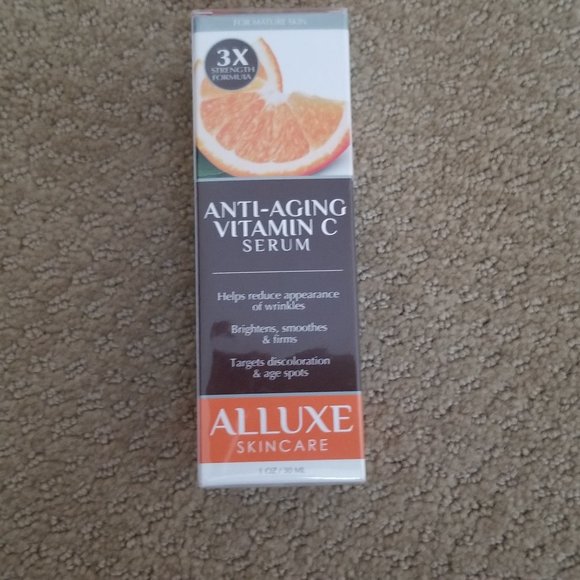 FOR MATURE SKIN
3X
STRENGTH
FORMULA
ANTI-AGING
VITAMIN C
SERUM
Helps reduce appearance
of wrinkles
Brightens, smoothes
& firms
Targets discoloration
& age spots
ALLUXE
SKINCARE
1 OZ / 30 ML